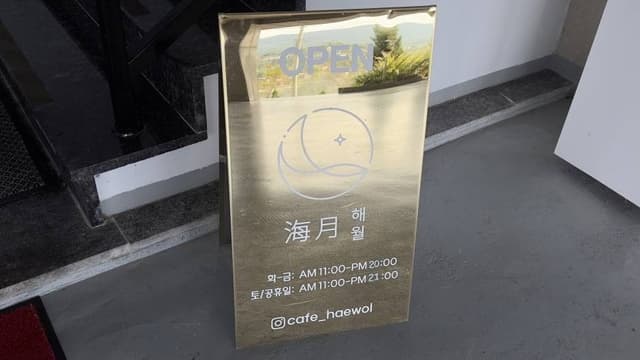 OPEN
海月 해월
화-금: AM 11:00-PM 20:00
토/공휴일: AM 11:00-PM 21:00
cafe_haewol